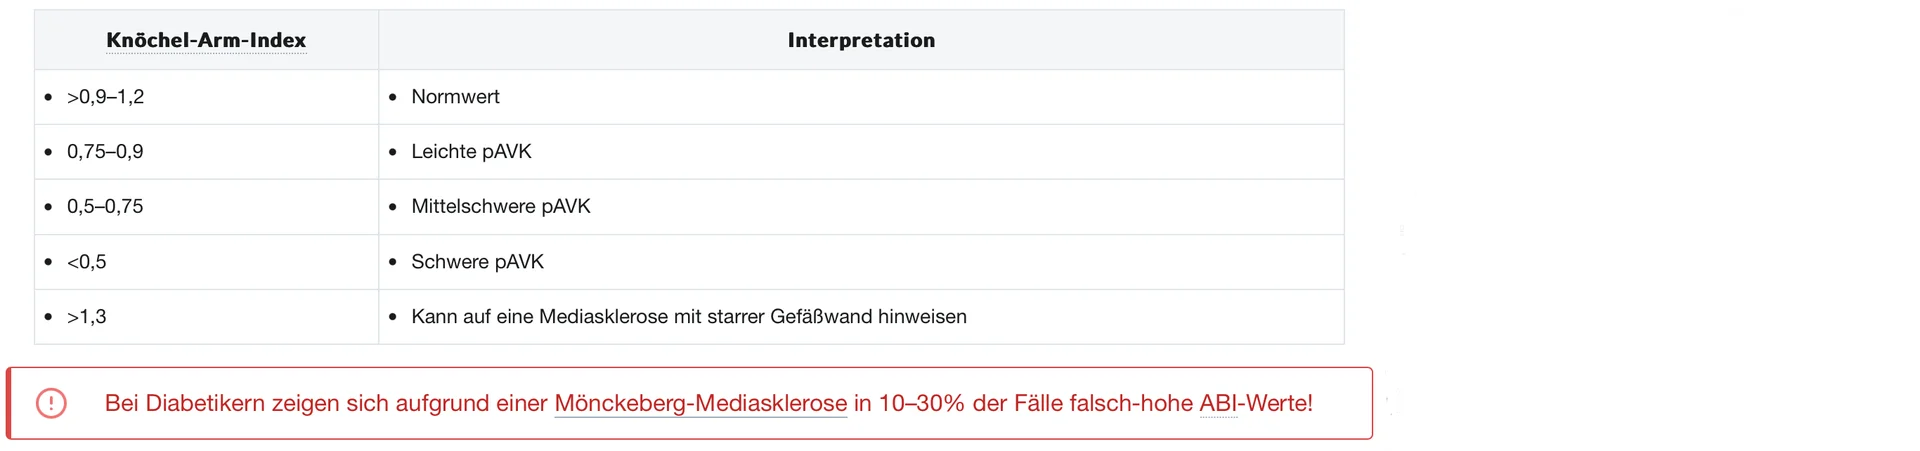 Knöchel-Arm-Index Interpretation
• >0,9–1,2 • Normwert
• 0,75–0,9 • Leichte pAVK
• 0,5–0,75 • Mittelschwere pAVK
• <0,5 • Schwere pAVK
• >1,3 • Kann auf eine Mediasklerose mit starrer Gefäßwand hinweisen
Bei Diabetikern zeigen sich aufgrund einer Mönckeberg-Mediasklerose in 10–30% der Fälle falsch-hohe ABI-Werte!